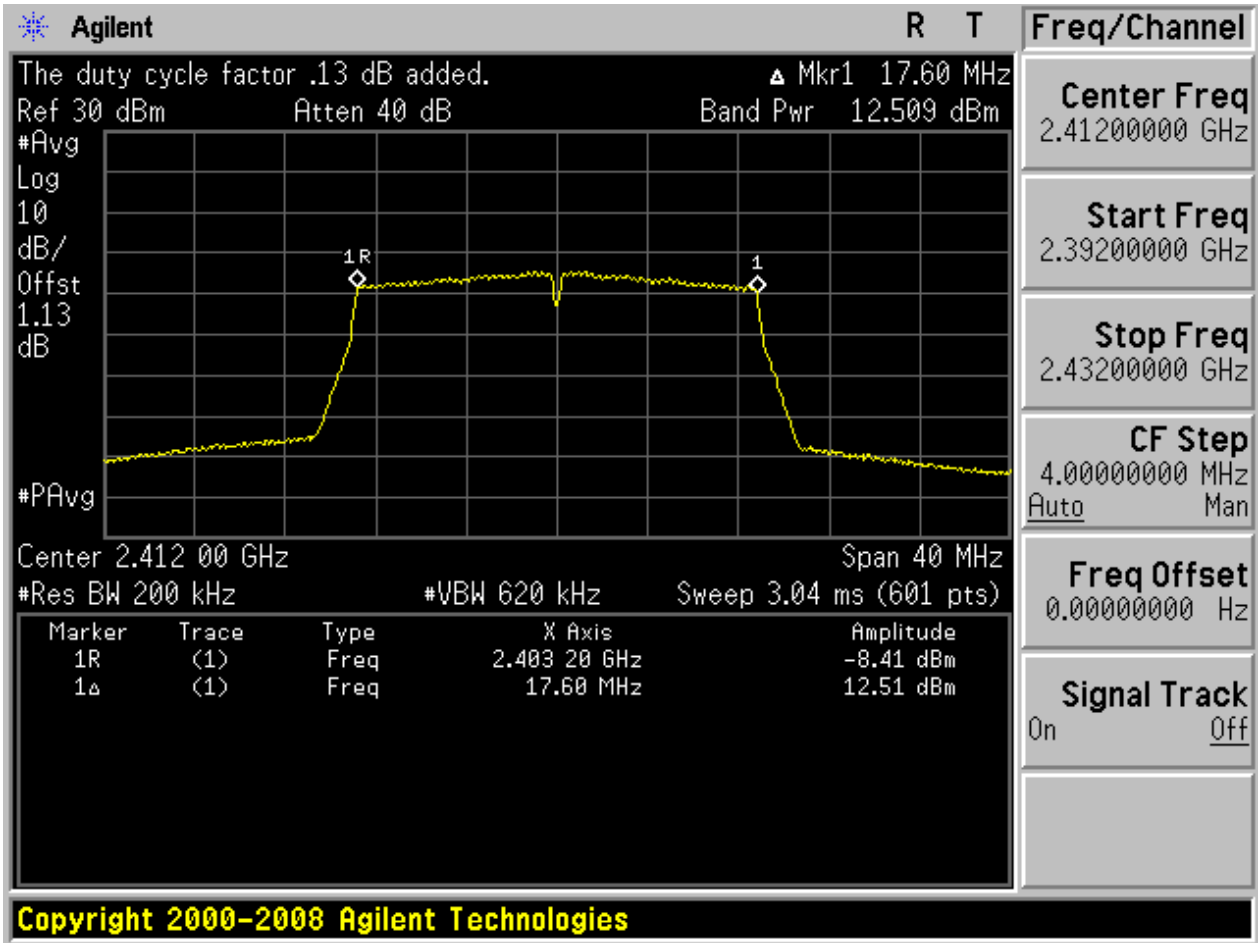 Agilent R T Freq/Channel
The duty cycle factor .13 dB added. Δ Mkr1 17.60 MHz
Ref 30 dBm Atten 40 dB Band Pwr 12.509 dBm
#Avg
Log
10
dB/
Offst
1.13
dB
1R
1
#PAvg
Center 2.412 00 GHz Span 40 MHz
#Res BW 200 kHz #VBW 620 kHz Sweep 3.04 ms (601 pts)
Marker Trace Type X Axis Amplitude
1R (1) Freq 2.403 20 GHz -8.41 dBm
1Δ (1) Freq 17.60 MHz 12.51 dBm
Center Freq
2.41200000 GHz
Start Freq
2.39200000 GHz
Stop Freq
2.43200000 GHz
CF Step
4.00000000 MHz
Auto Man
Freq Offset
0.00000000 Hz
Signal Track
On Off
Copyright 2000-2008 Agilent Technologies